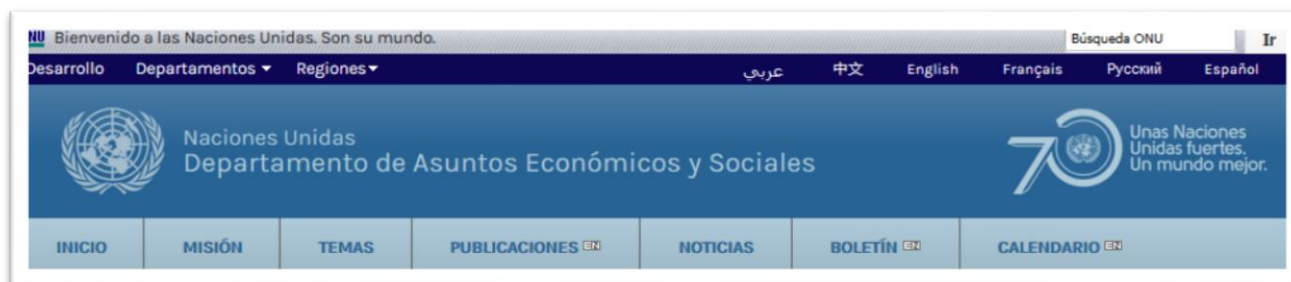 NU Bienvenido a las Naciones Unidas. Son su mundo.
Búsqueda ONU Ir
Desarrollo Departamentos Regiones عربي 中文 English Français Русский Español
Naciones Unidas
Departamento de Asuntos Económicos y Sociales
70
Unas Naciones
Unidas fuertes.
Un mundo mejor.
INICIO MISIÓN TEMAS PUBLICACIONES EN NOTICIAS BOLETÍN EN CALENDARIO EN